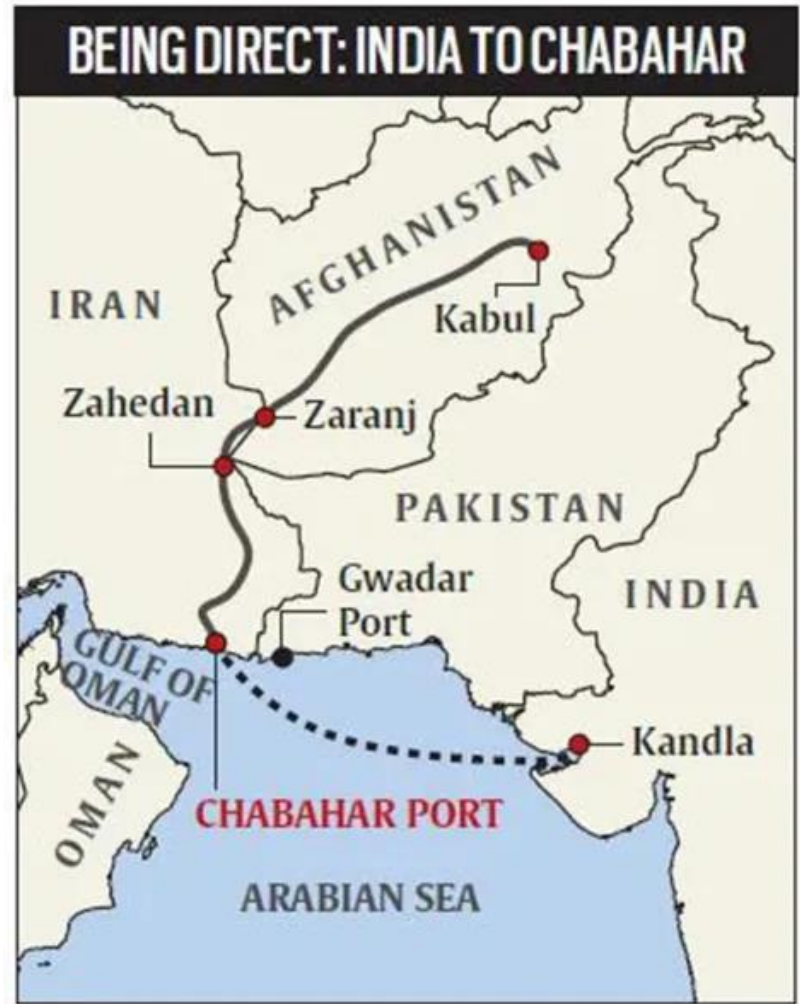 BEING DIRECT: INDIA TO CHABAHAR
AFGHANISTAN
IRAN
Kabul
Zahedan
Zaranj
PAKISTAN
Gwadar
Port
INDIA
GULF OF
OMAN
Kandla
OMAN
CHABAHAR PORT
ARABIAN SEA